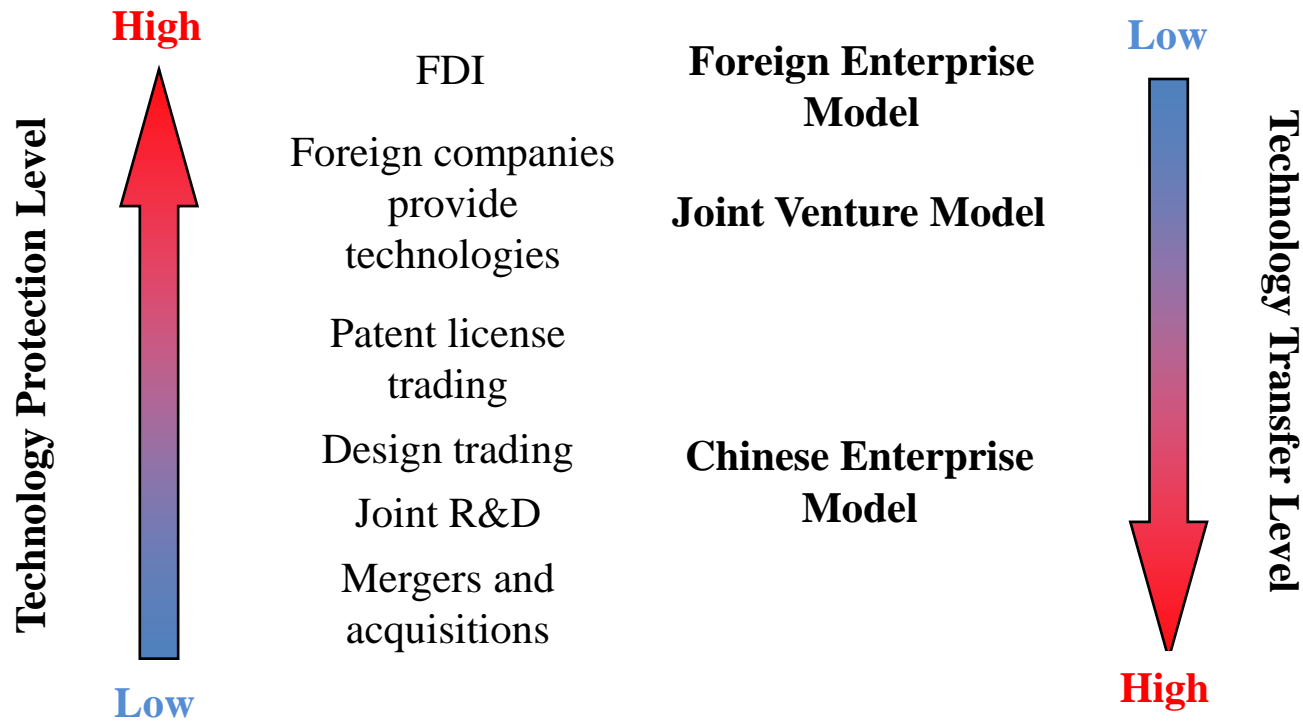 High
Low
FDI
Foreign Enterprise
Model
Foreign companies
provide
technologies
Joint Venture Model
Patent license
trading
Design trading
Chinese Enterprise
Model
Joint R&D
Mergers and
acquisitions
Technology Protection Level
Technology Transfer Level
Low
High